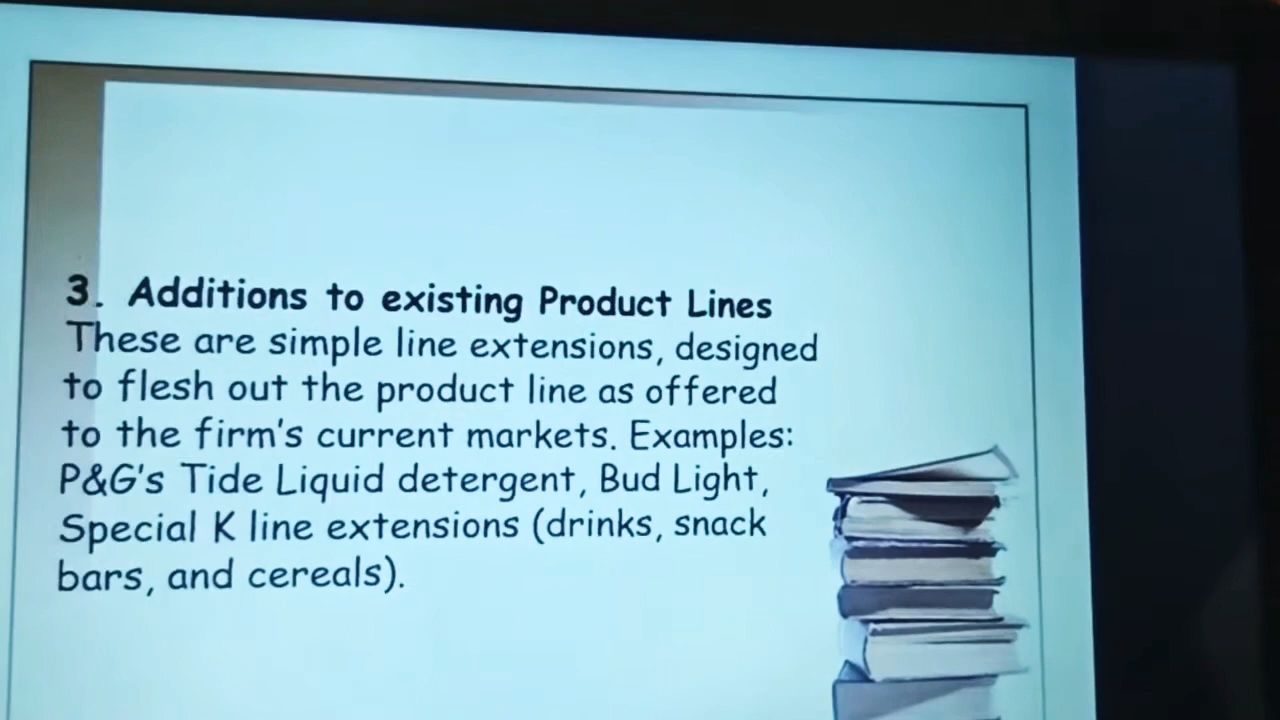 3. Additions to existing Product Lines
These are simple line extensions, designed
to flesh out the product line as offered
to the firm's current markets. Examples:
P&G's Tide Liquid detergent, Bud Light,
Special K line extensions (drinks, snack
bars, and cereals).